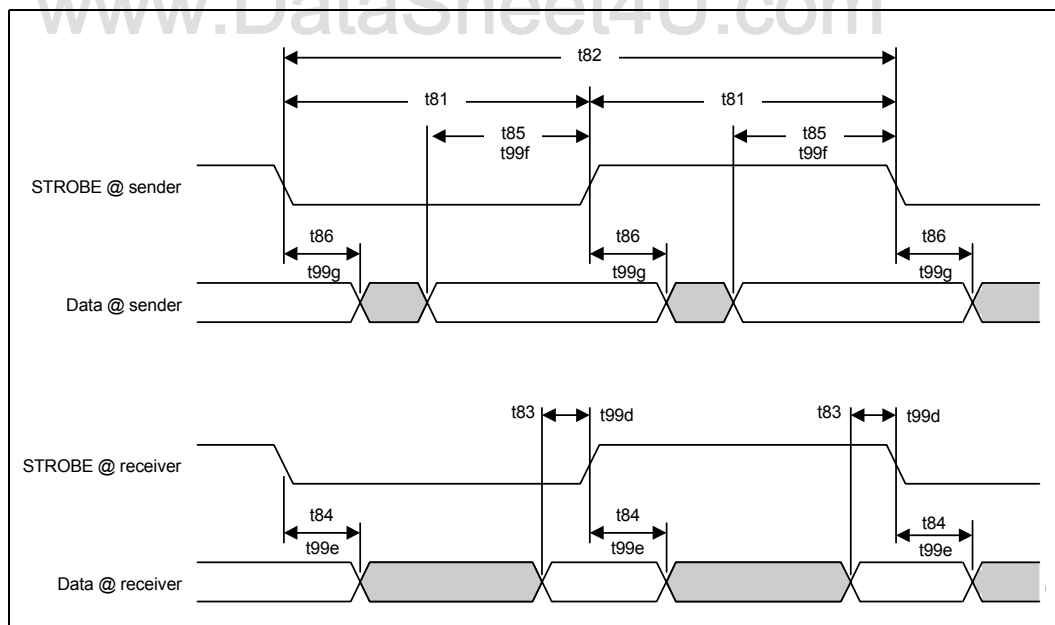 www.DataSheet4U.com
t82
t81 t81
t85 t85
t99f t99f
STROBE @ sender
t86 t86 t86
t99g t99g t99g
Data @ sender
t83 t99d t83 t99d
STROBE @ receiver
t84 t84 t84
t99e t99e t99e
Data @ receiver